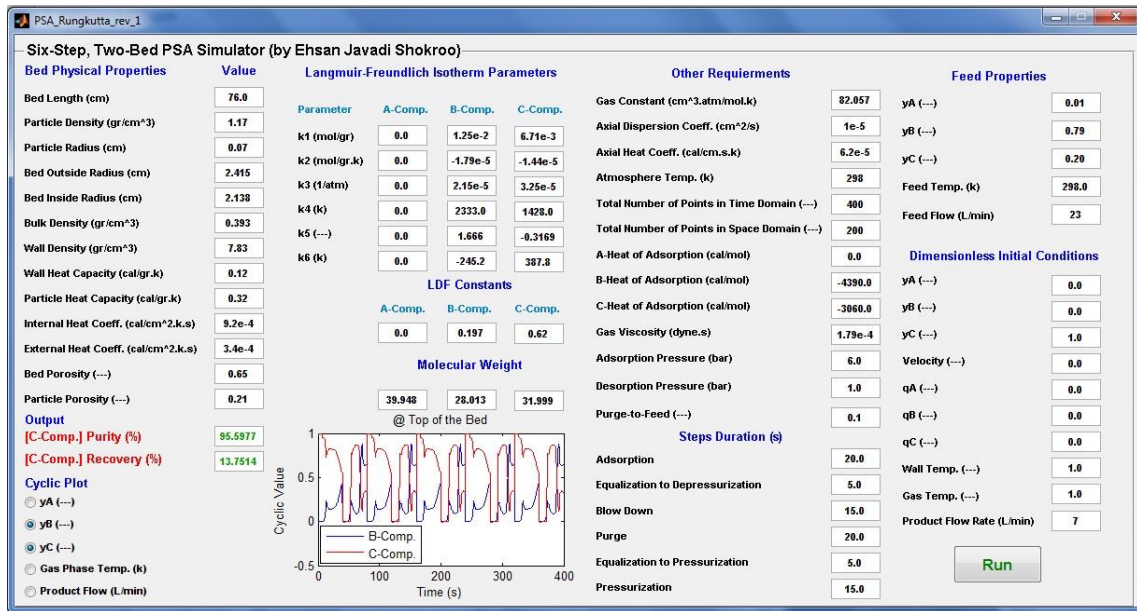 PSA_Rungkutta_rev_1
Six-Step, Two-Bed PSA Simulator (by Ehsan Javadi Shokroo)
Bed Physical Properties Value
Bed Length (cm) 76.0
Particle Density (gr/cm^3) 1.17
Particle Radius (cm) 0.07
Bed Outside Radius (cm) 2.415
Bed Inside Radius (cm) 2.138
Bulk Density (gr/cm^3) 0.393
Wall Density (gr/cm^3) 7.83
Wall Heat Capacity (cal/gr.k) 0.12
Particle Heat Capacity (cal/gr.k) 0.32
Internal Heat Coeff. (cal/cm^2.k.s) 9.2e-4
External Heat Coeff. (cal/cm^2.k.s) 3.4e-4
Bed Porosity (---) 0.65
Particle Porosity (---) 0.21
Output
[C-Comp.] Purity (%) 95.5977
[C-Comp.] Recovery (%) 13.7514
Cyclic Plot
yA (---)
yB (---)
yC (---)
Gas Phase Temp. (k)
Product Flow (L/min)
Langmuir-Freundlich Isotherm Parameters
Parameter A-Comp. B-Comp. C-Comp.
k1 (mol/gr) 0.0 1.25e-2 6.71e-3
k2 (mol/gr.k) 0.0 -1.79e-5 -1.44e-5
k3 (1/atm) 0.0 2.15e-5 3.25e-5
k4 (k) 0.0 2333.0 1428.0
k5 (---) 0.0 1.666 -0.3169
k6 (k) 0.0 -245.2 387.8
LDF Constants
A-Comp. B-Comp. C-Comp.
0.0 0.197 0.62
Molecular Weight
39.948 28.013 31.999
@ Top of the Bed
Cyclic Value
1
0.5
0
-0.5
B-Comp.
C-Comp.
0 100 200 300 400
Time (s)
Other Requierments
Gas Constant (cm^3.atm/mol.k) 82.057
Axial Dispersion Coeff. (cm^2/s) 1e-5
Axial Heat Coeff. (cal/cm.s.k) 6.2e-5
Atmosphere Temp. (k) 298
Total Number of Points in Time Domain (---) 400
Total Number of Points in Space Domain (---) 200
A-Heat of Adsorption (cal/mol) 0.0
B-Heat of Adsorption (cal/mol) -4390.0
C-Heat of Adsorption (cal/mol) -3060.0
Gas Viscosity (dyne.s) 1.79e-4
Adsorption Pressure (bar) 6.0
Desorption Pressure (bar) 1.0
Purge-to-Feed (---) 0.1
Steps Duration (s)
Adsorption 20.0
Equalization to Depressurization 5.0
Blow Down 15.0
Purge 20.0
Equalization to Pressurization 5.0
Pressurization 15.0
Feed Properties
yA (---) 0.01
yB (---) 0.79
yC (---) 0.20
Feed Temp. (k) 298.0
Feed Flow (L/min) 23
Dimensionless Initial Conditions
yA (---) 0.0
yB (---) 0.0
yC (---) 1.0
Velocity (---) 0.0
qA (---) 0.0
qB (---) 0.0
qC (---) 0.0
Wall Temp. (---) 1.0
Gas Temp. (---) 1.0
Product Flow Rate (L/min) 7
Run